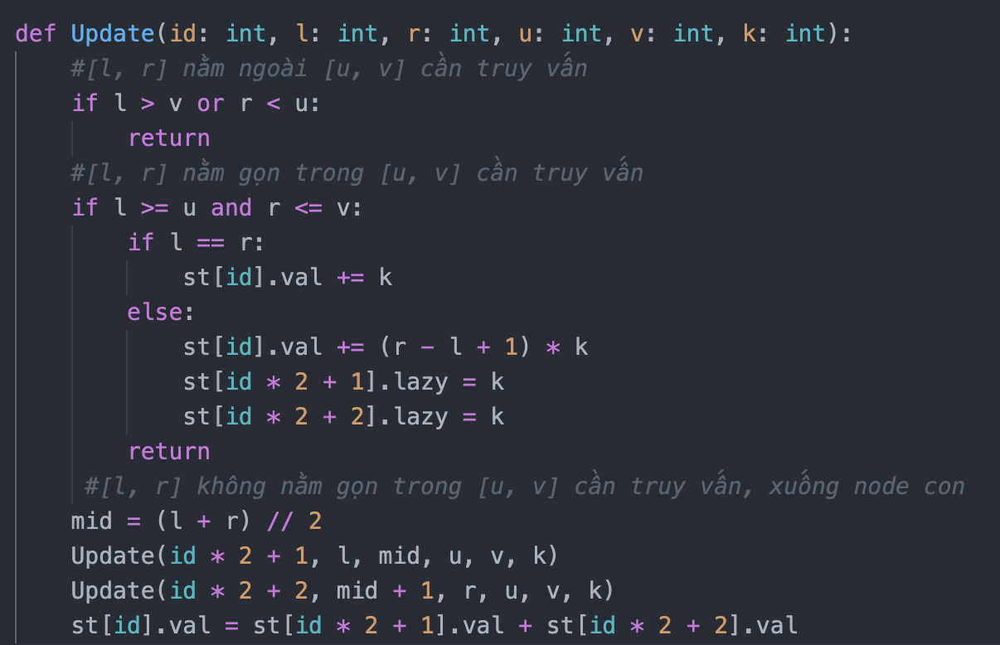 def Update(id: int, l: int, r: int, u: int, v: int, k: int):
    #[l, r] nằm ngoài [u, v] cần truy vấn
    if l > v or r < u:
        return
    #[l, r] nằm gọn trong [u, v] cần truy vấn
    if l >= u and r <= v:
        if l == r:
            st[id].val += k
        else:
            st[id].val += (r - l + 1) * k
            st[id * 2 + 1].lazy = k
            st[id * 2 + 2].lazy = k
        return
     #[l, r] không nằm gọn trong [u, v] cần truy vấn, xuống node con
    mid = (l + r) // 2
    Update(id * 2 + 1, l, mid, u, v, k)
    Update(id * 2 + 2, mid + 1, r, u, v, k)
    st[id].val = st[id * 2 + 1].val + st[id * 2 + 2].val